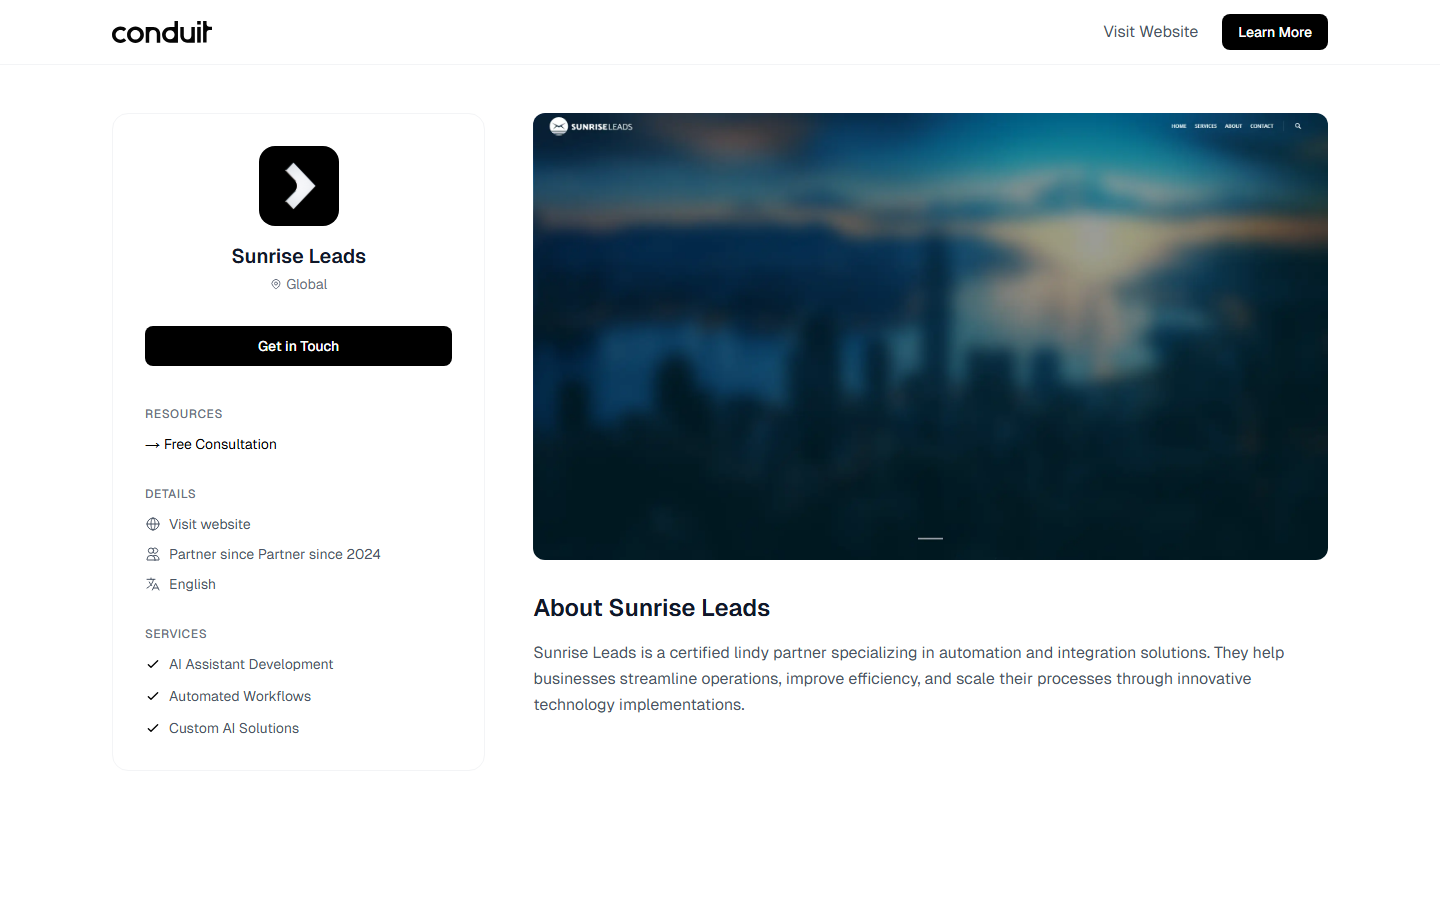 conduit
Visit Website
Learn More
Sunrise Leads
Global
Get in Touch
RESOURCES
→ Free Consultation
DETAILS
Visit website
Partner since Partner since 2024
English
SERVICES
AI Assistant Development
Automated Workflows
Custom AI Solutions
SUNRISELEADS
HOME SERVICES ABOUT CONTACT
About Sunrise Leads
Sunrise Leads is a certified lindy partner specializing in automation and integration solutions. They help
businesses streamline operations, improve efficiency, and scale their processes through innovative
technology implementations.